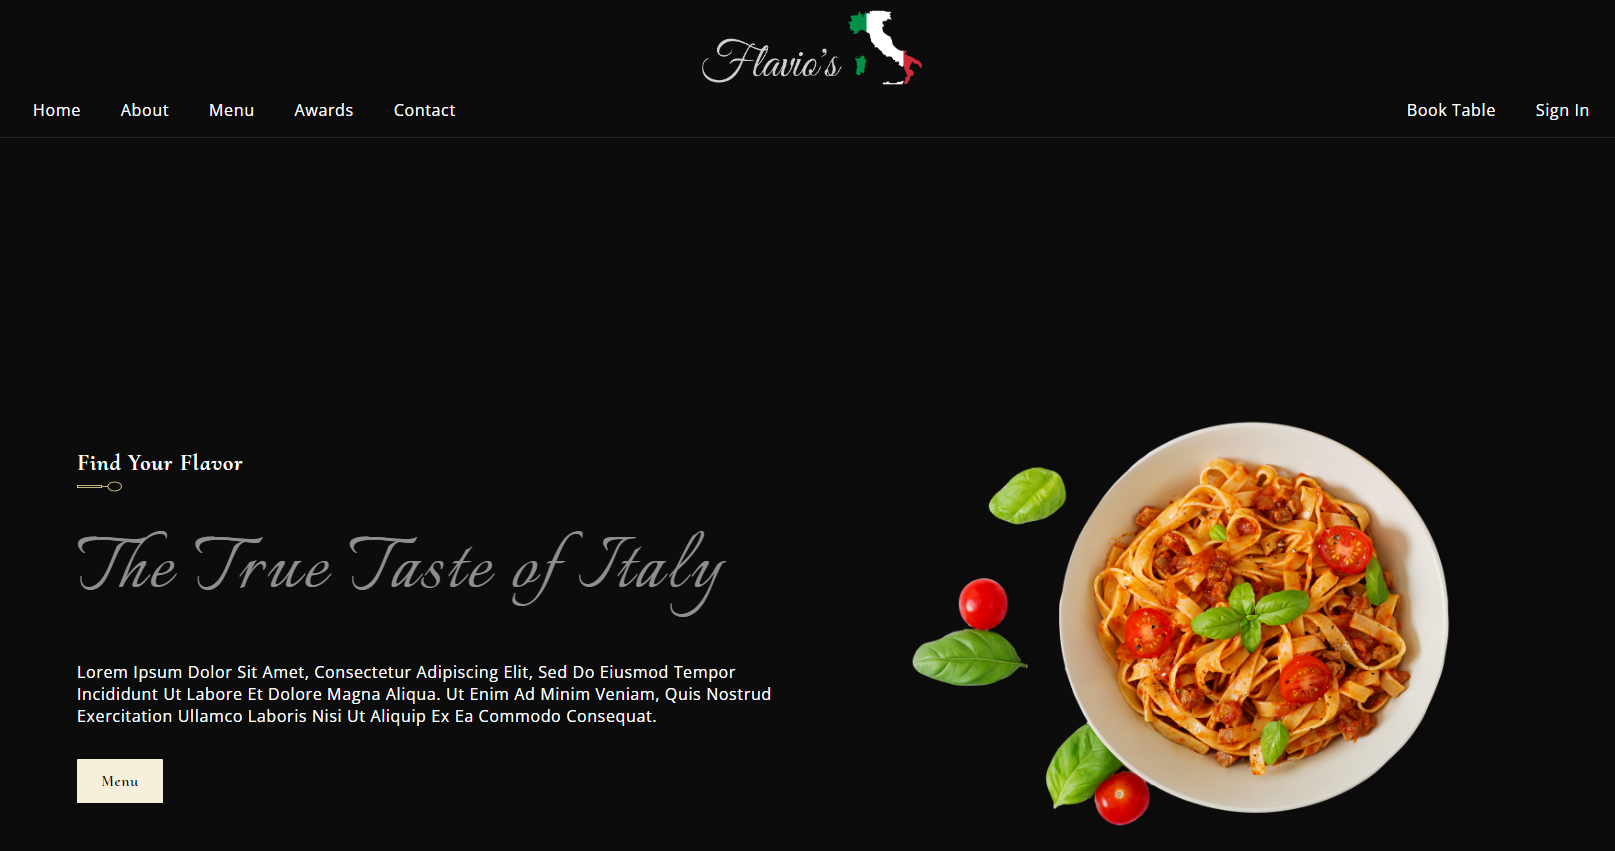 Flavio's
Home About Menu Awards Contact Book Table Sign In
Find Your Flavor
The True Taste of Italy
Lorem Ipsum Dolor Sit Amet, Consectetur Adipiscing Elit, Sed Do Eiusmod Tempor
Incididunt Ut Labore Et Dolore Magna Aliqua. Ut Enim Ad Minim Veniam, Quis Nostrud
Exercitation Ullamco Laboris Nisi Ut Aliquip Ex Ea Commodo Consequat.
Menu